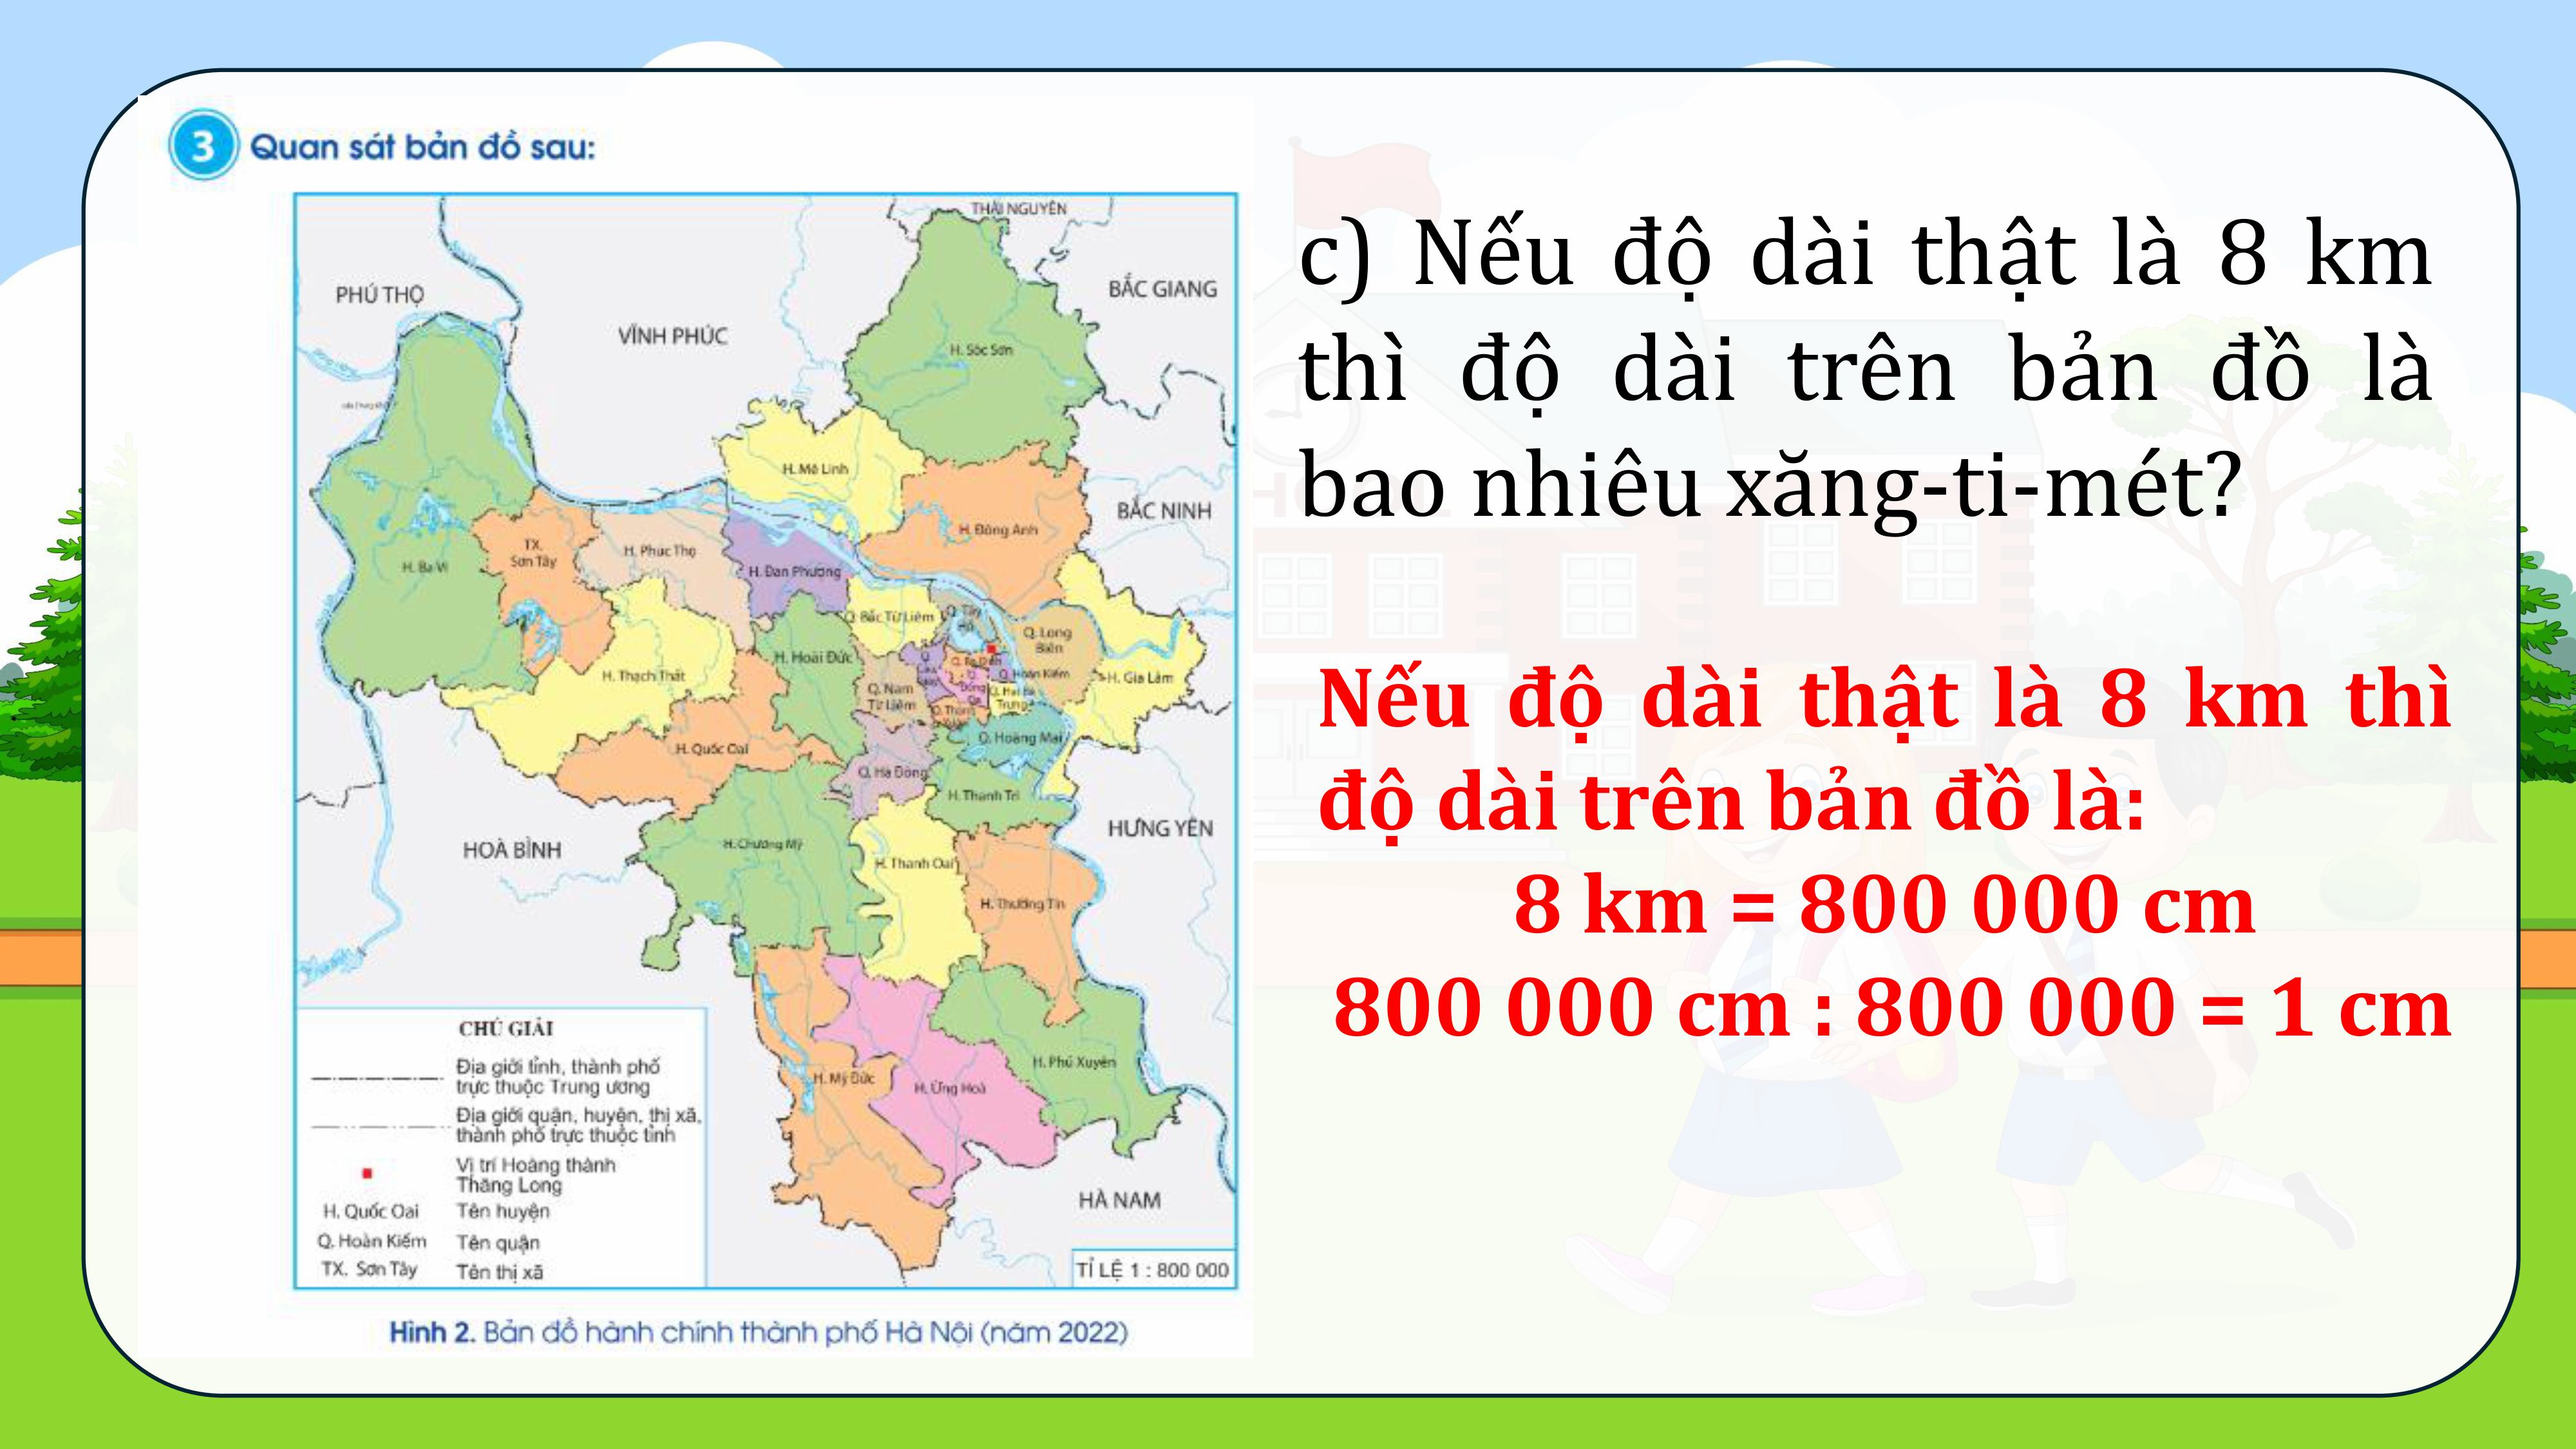 3 Quan sát bản đồ sau:
c) Nếu độ dài thật là 8 km
thì độ dài trên bản đồ là
bao nhiêu xăng-ti-mét?
Nếu độ dài thật là 8 km thì
độ dài trên bản đồ là:
8 km = 800 000 cm
800 000 cm : 800 000 = 1 cm
THÁI NGUYÊN
PHÚ THỌ
BẮC GIANG
VĨNH PHÚC
H. Sóc Sơn
H. Mê Linh
BẮC NINH
H. Đông Anh
TX.
Sơn Tây
H. Phúc Thọ
H. Ba Vì
H. Đan Phượng
Q. Bắc Từ Liêm
Q. Tây
Hồ
Q. Long
Biên
H. Hoài Đức
H. Thạch Thất
Q. Hoàn Kiếm
H. Gia Lâm
Q. Nam
Từ Liêm
Q. Hai Bà
Trưng
Q. Hoàng Mai
H. Quốc Oai
Q. Hà Đông
H. Thanh Trì
HƯNG YÊN
HOÀ BÌNH
H. Chương Mỹ
H. Thanh Oai
H. Thường Tín
H. Phú Xuyên
H. Mỹ Đức
H. Ứng Hoà
HÀ NAM
CHÚ GIẢI
Địa giới tỉnh, thành phố
trực thuộc Trung ương
Địa giới quận, huyện, thị xã,
thành phố trực thuộc tỉnh
Vị trí Hoàng thành
Thăng Long
H. Quốc Oai Tên huyện
Q. Hoàn Kiếm Tên quận
TX. Sơn Tây Tên thị xã
TỈ LỆ 1 : 800 000
Hình 2. Bản đồ hành chính thành phố Hà Nội (năm 2022)